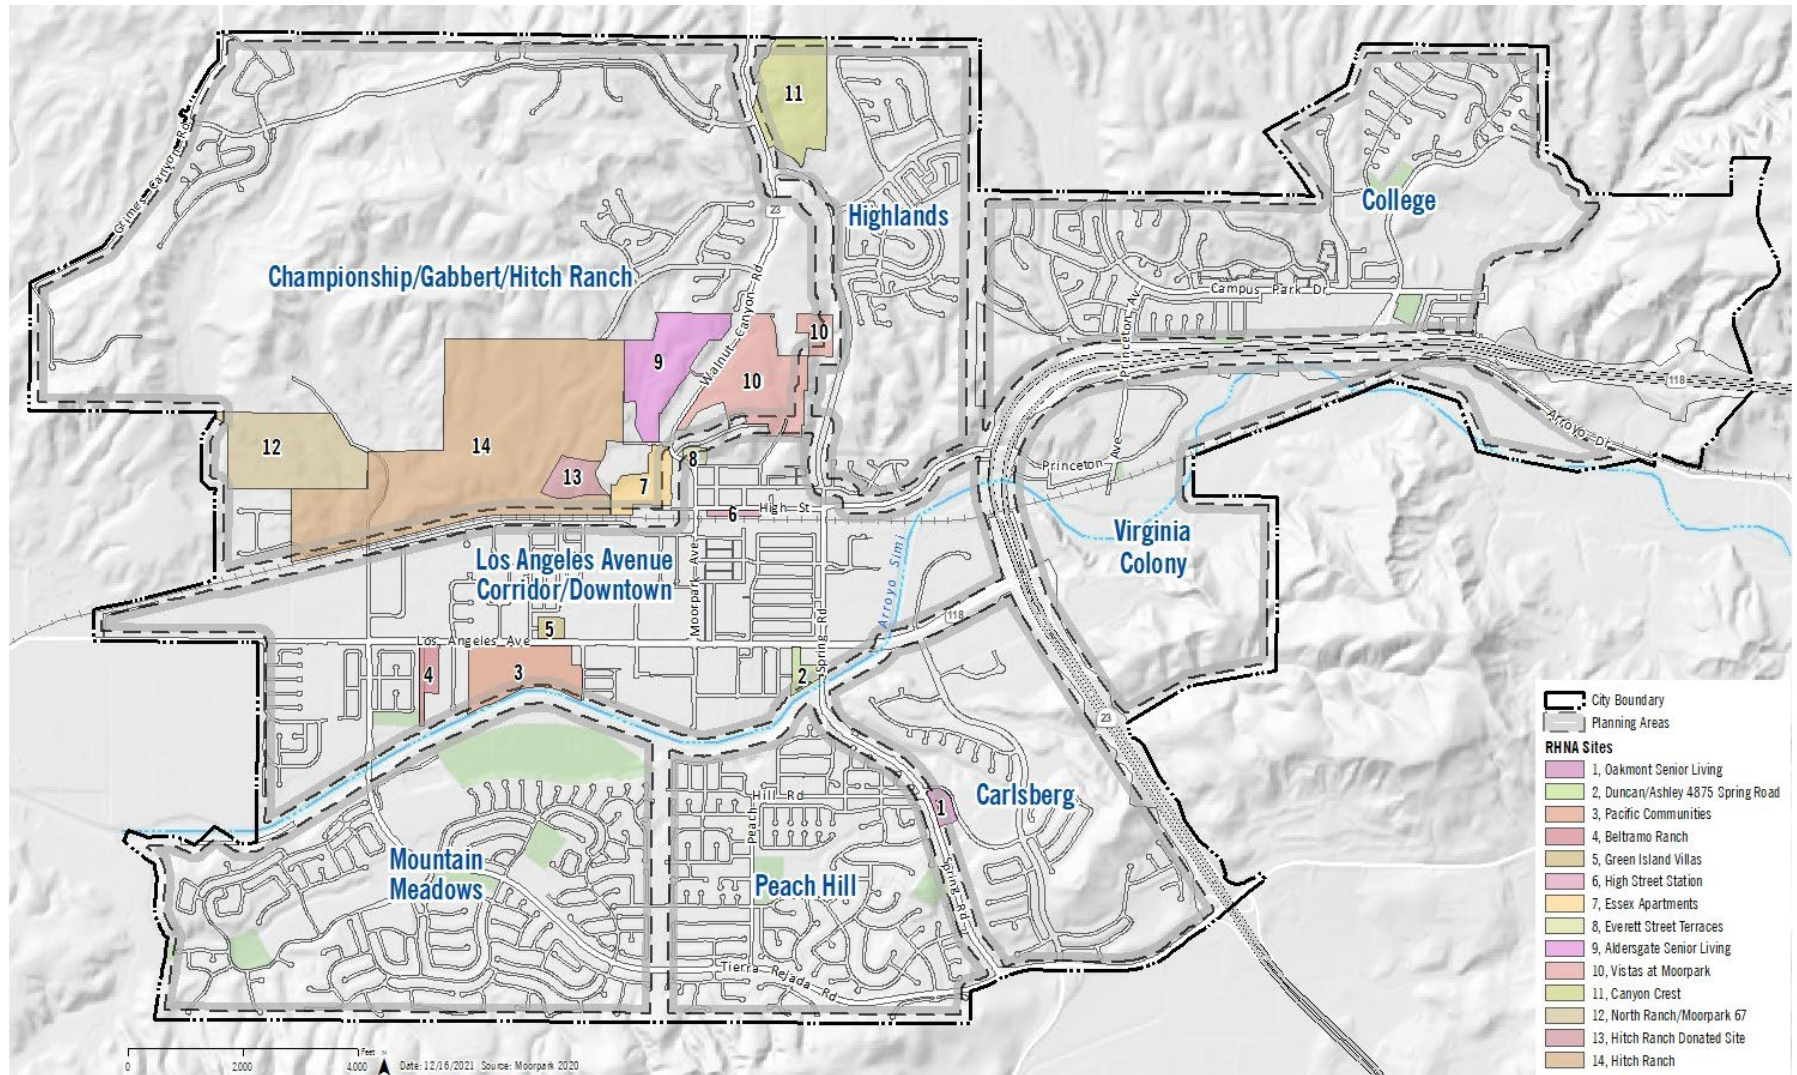 11
Grimes Canyon Rd
23
Highlands
College
Championship/Gabbert/Hitch Ranch
Walnut Canyon Rd
Princeton Av
Campus Park Dr
10
9
10
118
12
14
13
7
8
Princeton Ave
Arroyo Dr
6
High St
Virginia
Colony
Los Angeles Avenue
Corridor/Downtown
Moorpark Ave
Arroyo Simi
118
5
Los Angeles Ave
Spring Rd
4
3
2
23
Hill Rd
Peach
1
Carlsberg
Mountain
Meadows
Peach Hill
Spring Rd
Tierra Rejada Rd
City Boundary
Planning Areas
RHNA Sites
1, Oakmont Senior Living
2, Duncan/Ashley 4875 Spring Road
3, Pacific Communities
4, Beltramo Ranch
5, Green Island Villas
6, High Street Station
7, Essex Apartments
8, Everett Street Terraces
9, Aldersgate Senior Living
10, Vistas at Moorpark
11, Canyon Crest
12, North Ranch/Moorpark 67
13, Hitch Ranch Donated Site
14, Hitch Ranch
Feet
0 2,000 4,000
Date: 12/16/2021 Source: Moorpark 2020